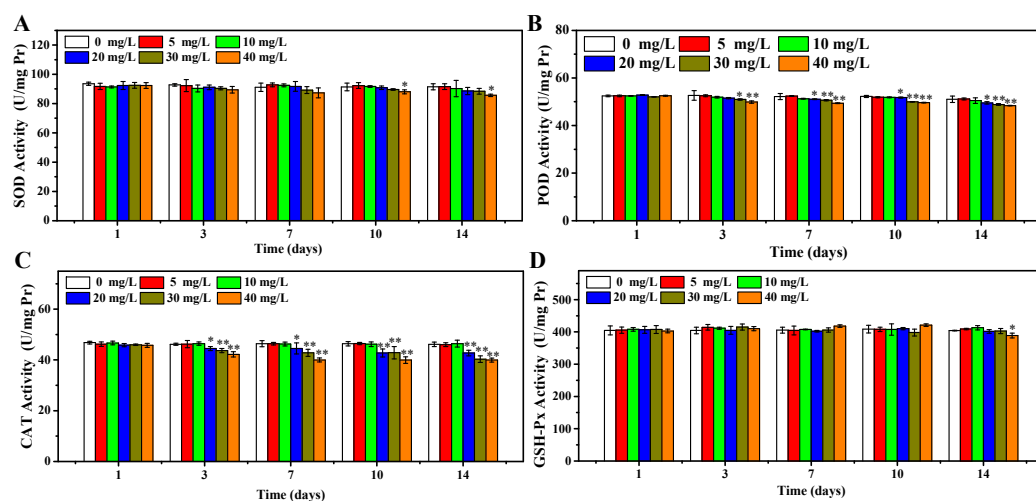 A
0 mg/L 5 mg/L 10 mg/L
20 mg/L 30 mg/L 40 mg/L
SOD Activity (U/mg Pr)
120
90
60
30
0
*
*
1 3 7 10 14
Time (days)
B
0 mg/L 5 mg/L 10 mg/L
20 mg/L 30 mg/L 40 mg/L
POD Activity (U/mg Pr)
80
60
40
20
0
* **
* ** **
* ** **
* ** **
1 3 7 10 14
Time (days)
C
0 mg/L 5 mg/L 10 mg/L
20 mg/L 30 mg/L 40 mg/L
CAT Activity (U/mg Pr)
60
40
20
0
* ** **
* ** **
** ** **
** ** **
1 3 7 10 14
Time (days)
D
0 mg/L 5 mg/L 10 mg/L
20 mg/L 30 mg/L 40 mg/L
GSH-Px Activity (U/mg Pr)
500
400
300
200
100
0
*
1 3 7 10 14
Time (days)